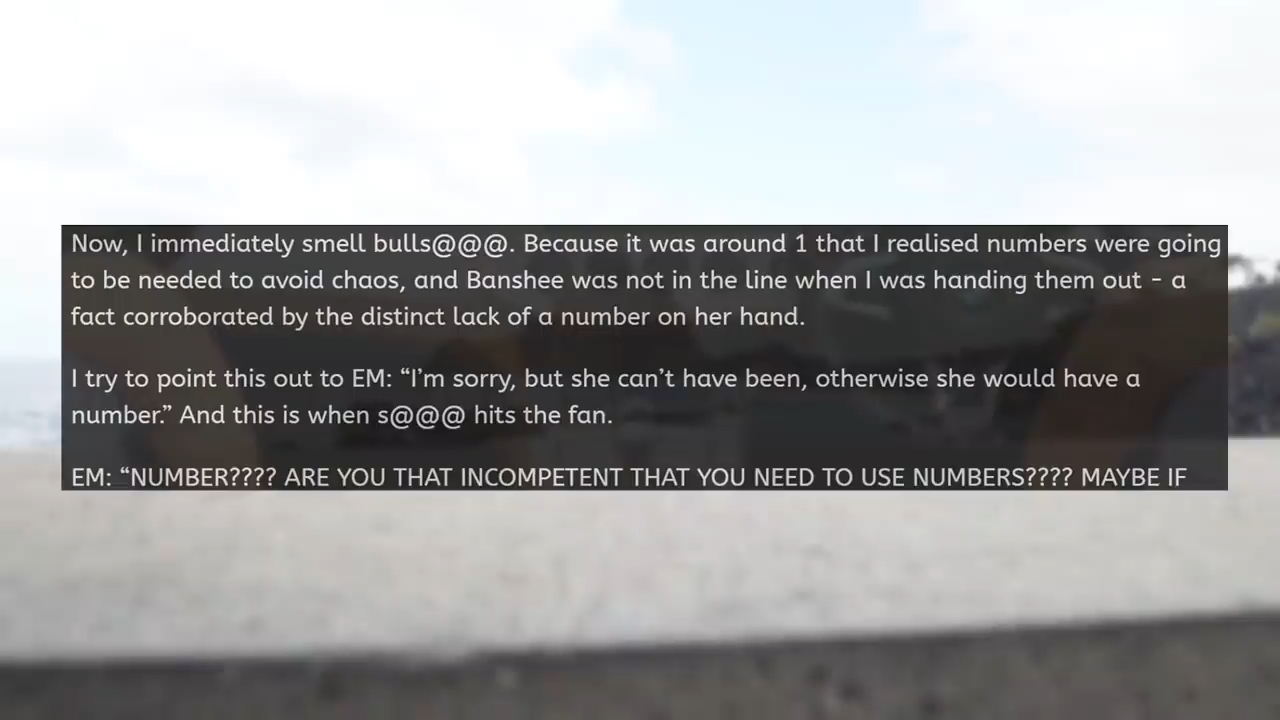 Now, I immediately smell bulls@@@. Because it was around 1 that I realised numbers were going
to be needed to avoid chaos, and Banshee was not in the line when I was handing them out - a
fact corroborated by the distinct lack of a number on her hand.
I try to point this out to EM: “I’m sorry, but she can’t have been, otherwise she would have a
number.” And this is when s@@@ hits the fan.
EM: “NUMBER???? ARE YOU THAT INCOMPETENT THAT YOU NEED TO USE NUMBERS???? MAYBE IF